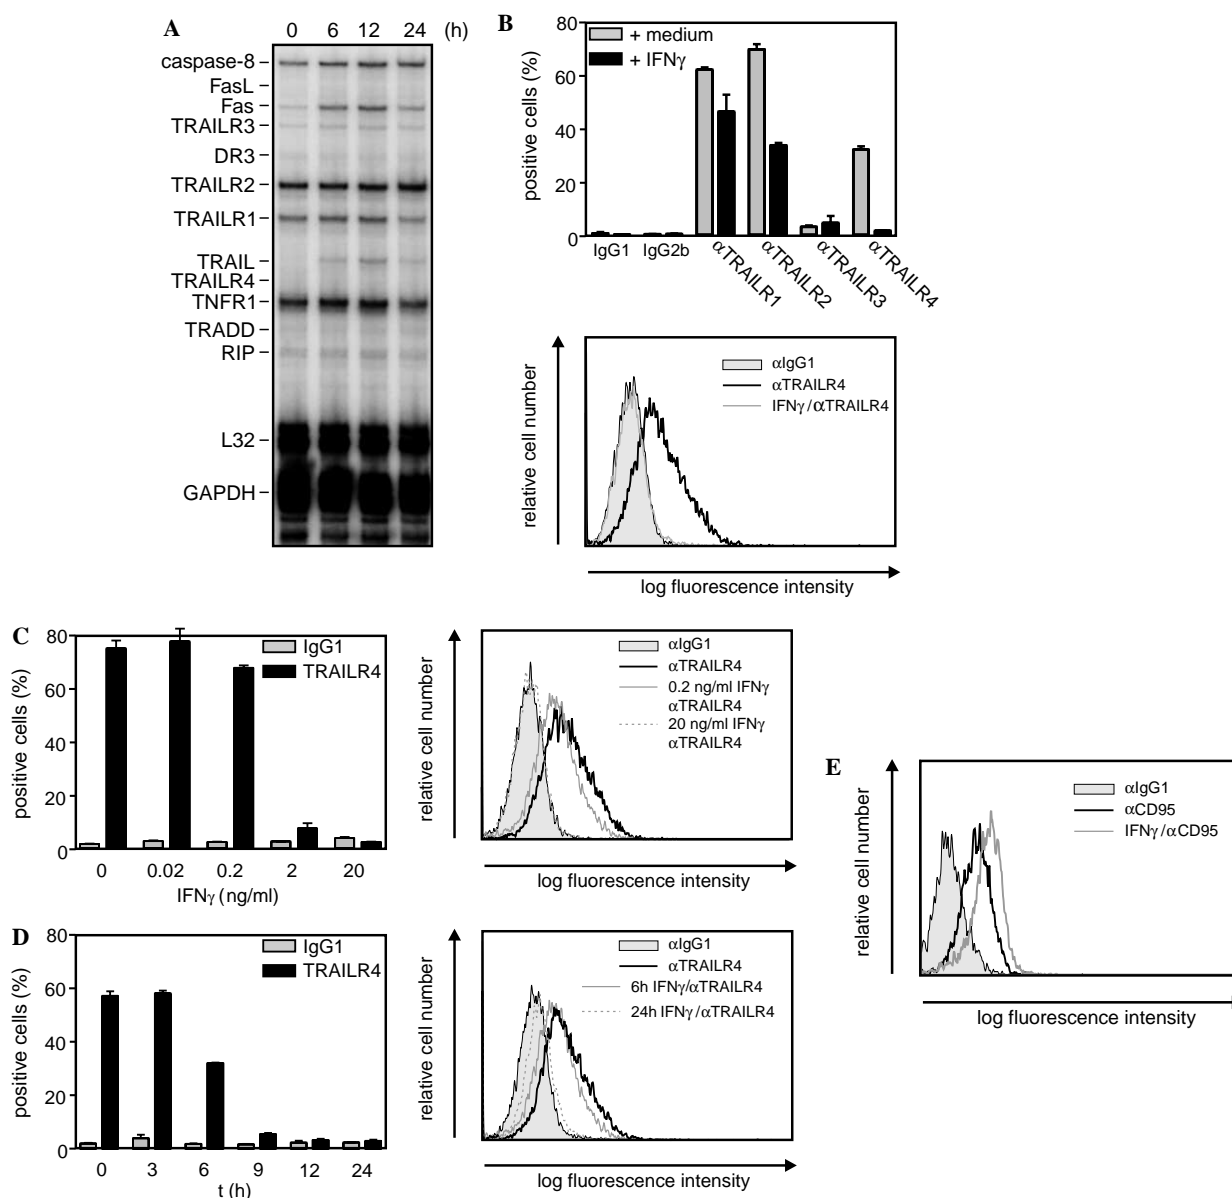 A
0 6 12 24 (h)
caspase-8
FasL
Fas
TRAILR3
DR3
TRAILR2
TRAILR1
TRAIL
TRAILR4
TNFR1
TRADD
RIP
L32
GAPDH
B
positive cells (%)
80
60
40
20
0
+ medium
+ IFNγ
IgG1
IgG2b
αTRAILR1
αTRAILR2
αTRAILR3
αTRAILR4
relative cell number
αIgG1
αTRAILR4
IFNγ/αTRAILR4
log fluorescence intensity
C
positive cells (%)
80
60
40
20
0
IgG1
TRAILR4
0 0.02 0.2 2 20
IFNγ (ng/ml)
relative cell number
αIgG1
αTRAILR4
0.2 ng/ml IFNγ
αTRAILR4
20 ng/ml IFNγ
αTRAILR4
log fluorescence intensity
D
positive cells (%)
80
60
40
20
0
IgG1
TRAILR4
0 3 6 9 12 24
t (h)
relative cell number
αIgG1
αTRAILR4
6h IFNγ/αTRAILR4
24h IFNγ/αTRAILR4
log fluorescence intensity
E
relative cell number
αIgG1
αCD95
IFNγ/αCD95
log fluorescence intensity